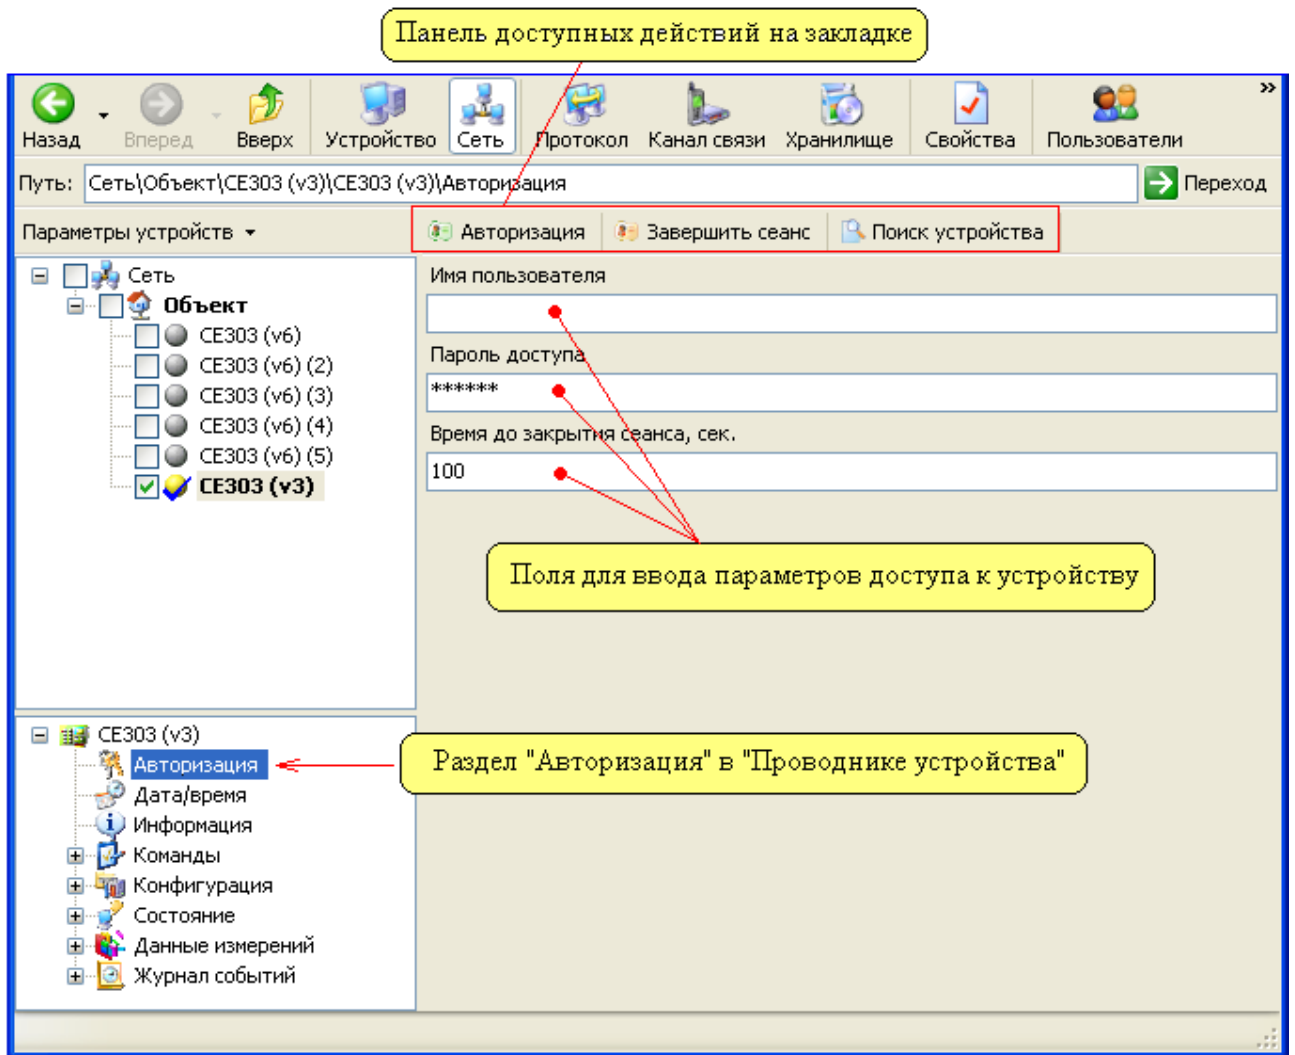 Панель доступных действий на закладке
Назад Вперед Вверх Устройство Сеть Протокол Канал связи Хранилище Свойства Пользователи »
Путь: Сеть\Объект\CE303 (v3)\CE303 (v3)\Авторизация Переход
Параметры устройств Авторизация Завершить сеанс Поиск устройства
Сеть
Объект
CE303 (v6)
CE303 (v6) (2)
CE303 (v6) (3)
CE303 (v6) (4)
CE303 (v6) (5)
CE303 (v3)
Имя пользователя
Пароль доступа
******
Время до закрытия сеанса, сек.
100
Поля для ввода параметров доступа к устройству
CE303 (v3)
Авторизация
Раздел "Авторизация" в "Проводнике устройства"
Дата/время
Информация
Команды
Конфигурация
Состояние
Данные измерений
Журнал событий